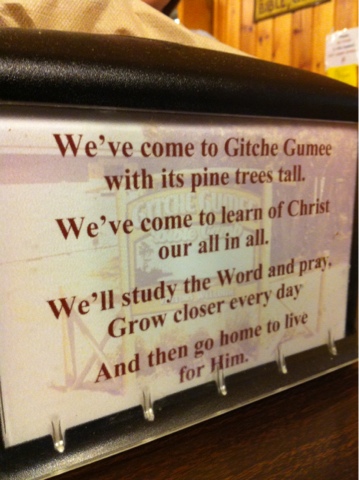 We've come to Gitche Gumee
with its pine trees tall.
We've come to learn of Christ
our all in all.
We'll study the Word and pray,
Grow closer every day
And then go home to live
for Him.
GITCHE GUMEE